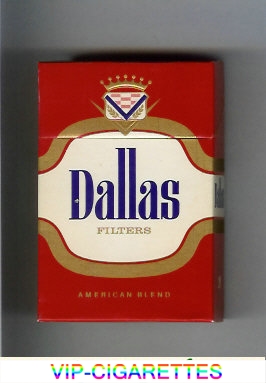 Dallas
FILTERS
AMERICAN BLEND
VIP-CIGARETTES